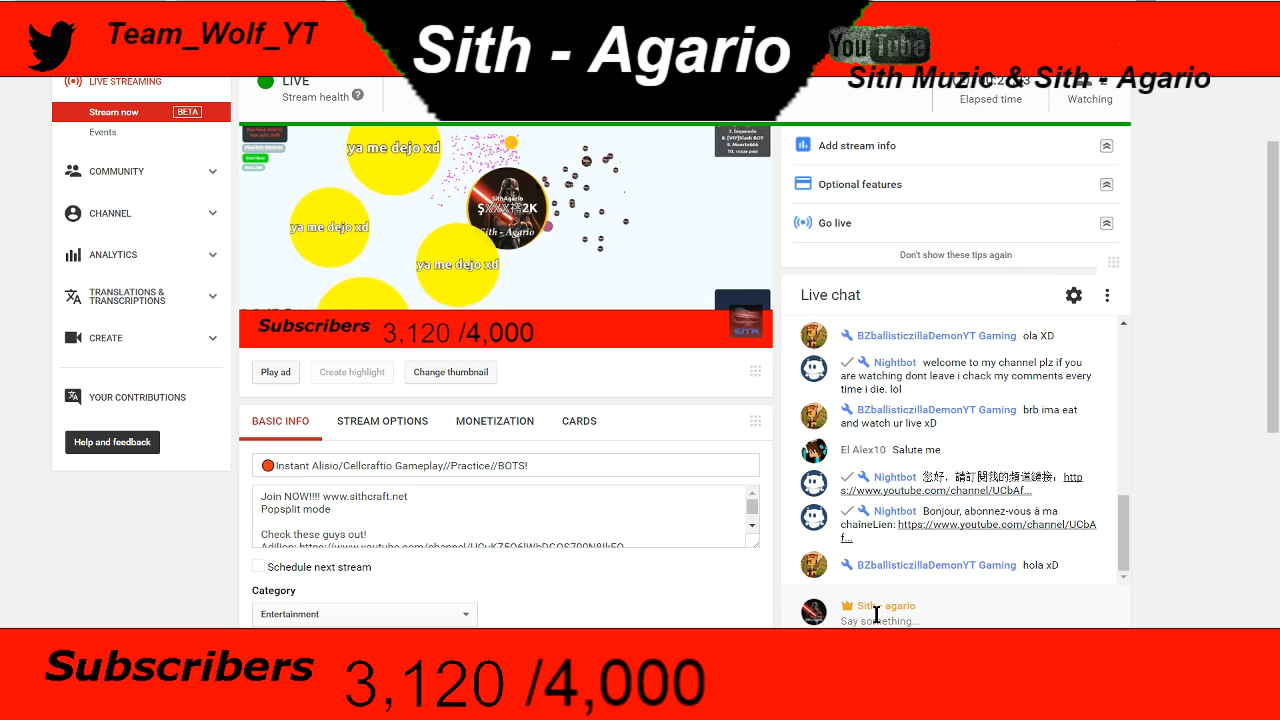 Team_Wolf_YT
Sith - Agario
You Tube
Sith Muzic & Sith - Agario
LIVE STREAMING
Stream now BETA
Events
COMMUNITY
CHANNEL
ANALYTICS
TRANSLATIONS &
TRANSCRIPTIONS
CREATE
YOUR CONTRIBUTIONS
Help and feedback
LIVE
Stream health ?
Elapsed time
Watching
ya me dejo xd
ya me dejo xd
ya me dejo xd
SithAgario
Sith - Agario
Subscribers 3,120 /4,000
Play ad
Create highlight
Change thumbnail
BASIC INFO
STREAM OPTIONS
MONETIZATION
CARDS
Instant Alisio/Cellcraftio Gameplay//Practice//BOTS!
Join NOW!!!! www.sithcraft.net
Popsplit mode
Check these guys out!
Schedule next stream
Category
Entertainment
Add stream info
Optional features
Go live
Don't show these tips again
Live chat
BZballisticzillaDemonYT Gaming ola XD
Nightbot welcome to my channel plz if you
are watching dont leave i chack my comments every
time i die. lol
BZballisticzillaDemonYT Gaming brb ima eat
and watch ur live xD
El Alex10 Salute me
Nightbot 您好，請訂閱我的頻道鏈接，http
s://www.youtube.com/channel/UCbAf...
Nightbot Bonjour, abonnez-vous à ma
chaîneLien: https://www.youtube.com/channel/UCbA
f...
BZballisticzillaDemonYT Gaming hola xD
Sith - agario
Say something...
Subscribers 3,120 /4,000